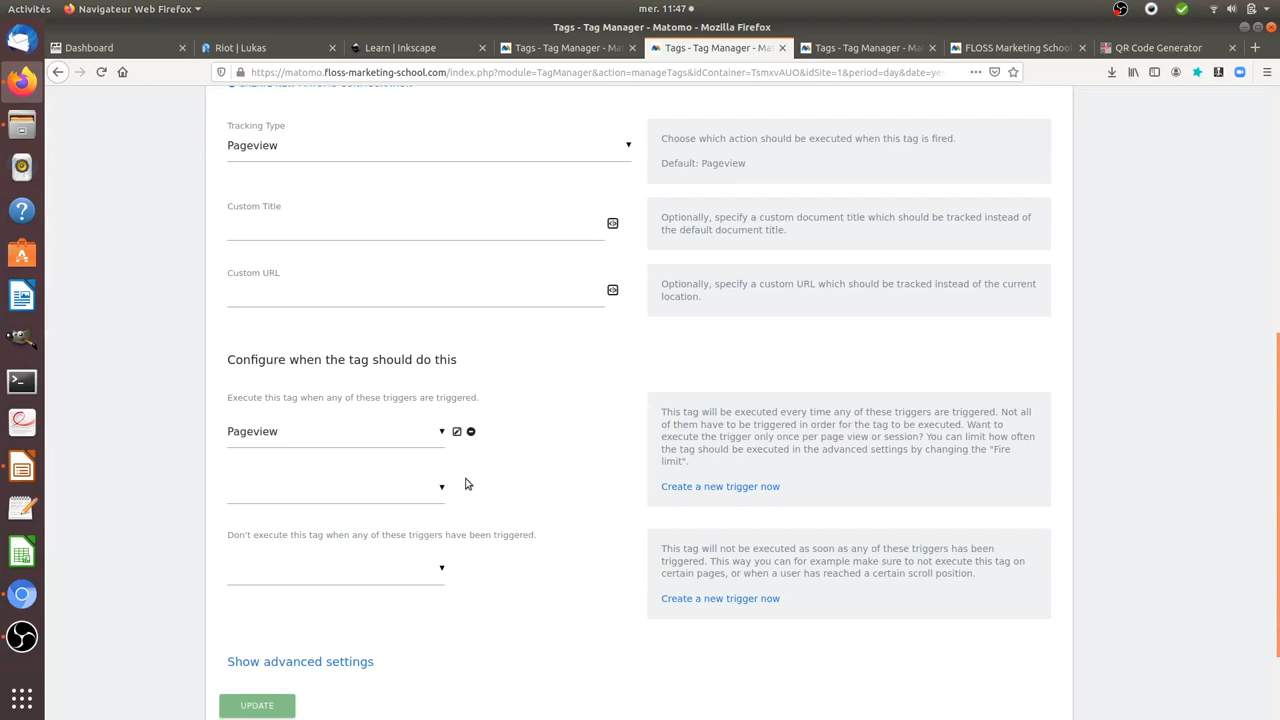 Activités
Navigateur Web Firefox
mer. 11:47
Tags - Tag Manager - Matomo - Mozilla Firefox
Dashboard
Riot | Lukas
Learn | Inkscape
Tags - Tag Manager - Ma
Tags - Tag Manager - Ma
Tags - Tag Manager - Ma
FLOSS Marketing School
QR Code Generator
https://matomo.floss-marketing-school.com/index.php?module=TagManager&action=manageTags&idContainer=TsmxvAUO&idSite=1&period=day&date=yes
Tracking Type
Pageview
Choose which action should be executed when this tag is fired.
Default: Pageview
Custom Title
Optionally, specify a custom document title which should be tracked instead of
the default document title.
Custom URL
Optionally, specify a custom URL which should be tracked instead of the current
location.
Configure when the tag should do this
Execute this tag when any of these triggers are triggered.
Pageview
This tag will be executed every time any of these triggers are triggered. Not all
of them have to be triggered in order for the tag to be executed. Want to
execute the trigger only once per page view or session? You can limit how often
the tag should be executed in the advanced settings by changing the "Fire
limit".
Create a new trigger now
Don't execute this tag when any of these triggers have been triggered.
This tag will not be executed as soon as any of these triggers has been
triggered. This way you can for example make sure to not execute this tag on
certain pages, or when a user has reached a certain scroll position.
Create a new trigger now
Show advanced settings
UPDATE